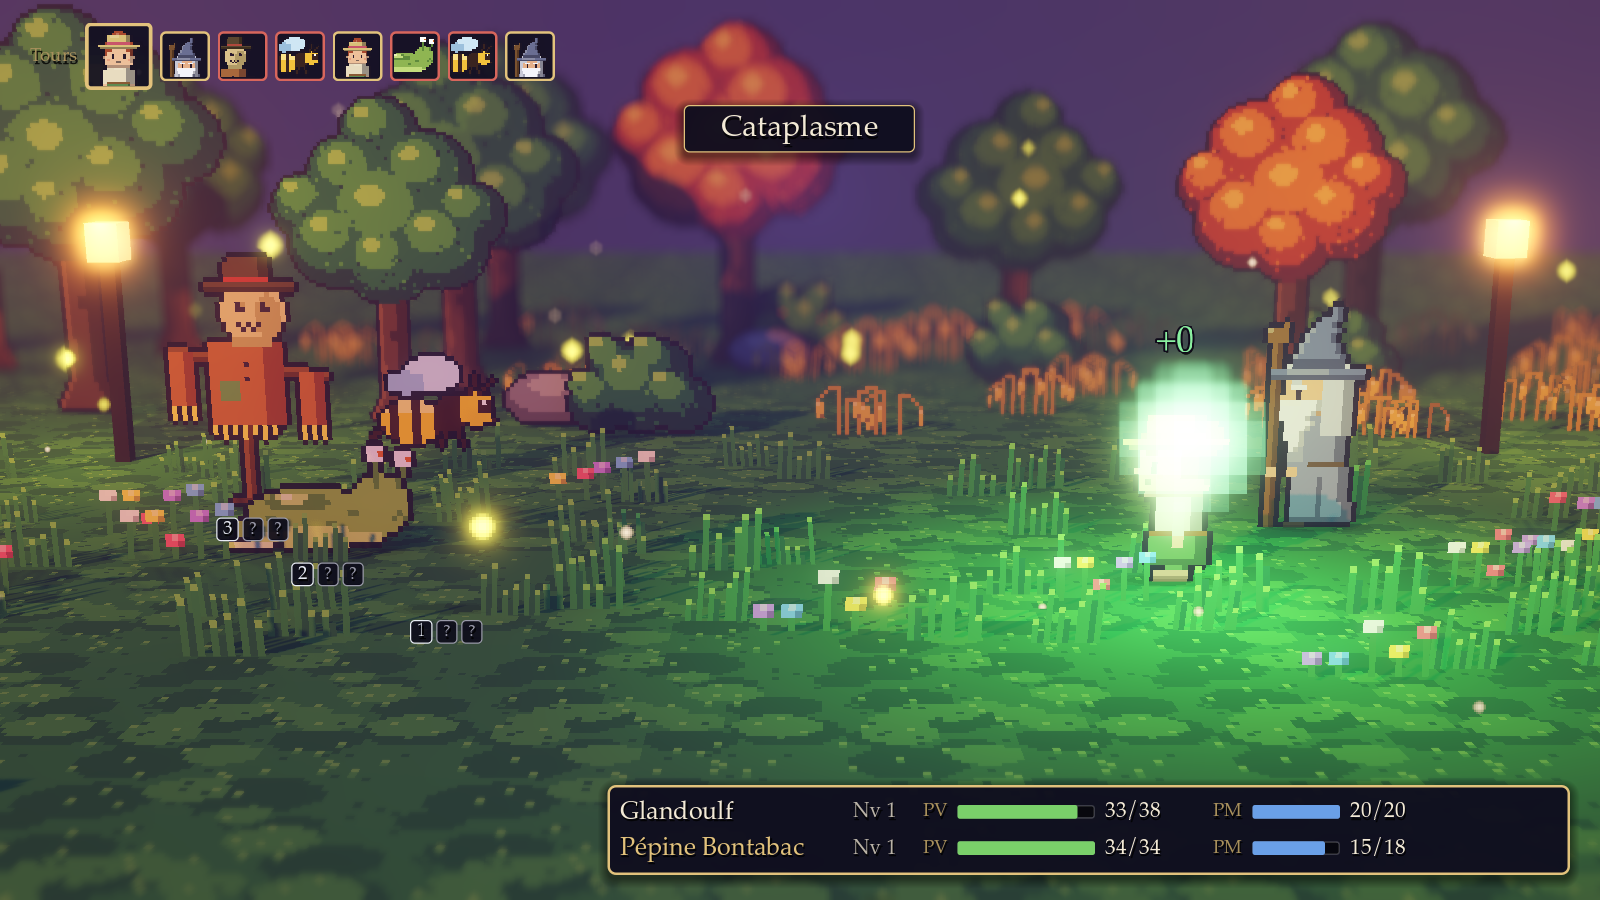 Tours
Cataplasme
+0
3 ? ?
2 ? ?
1 ? ?
Glandoulf Nv 1 PV 33/38 PM 20/20
Pépine Bontabac Nv 1 PV 34/34 PM 15/18